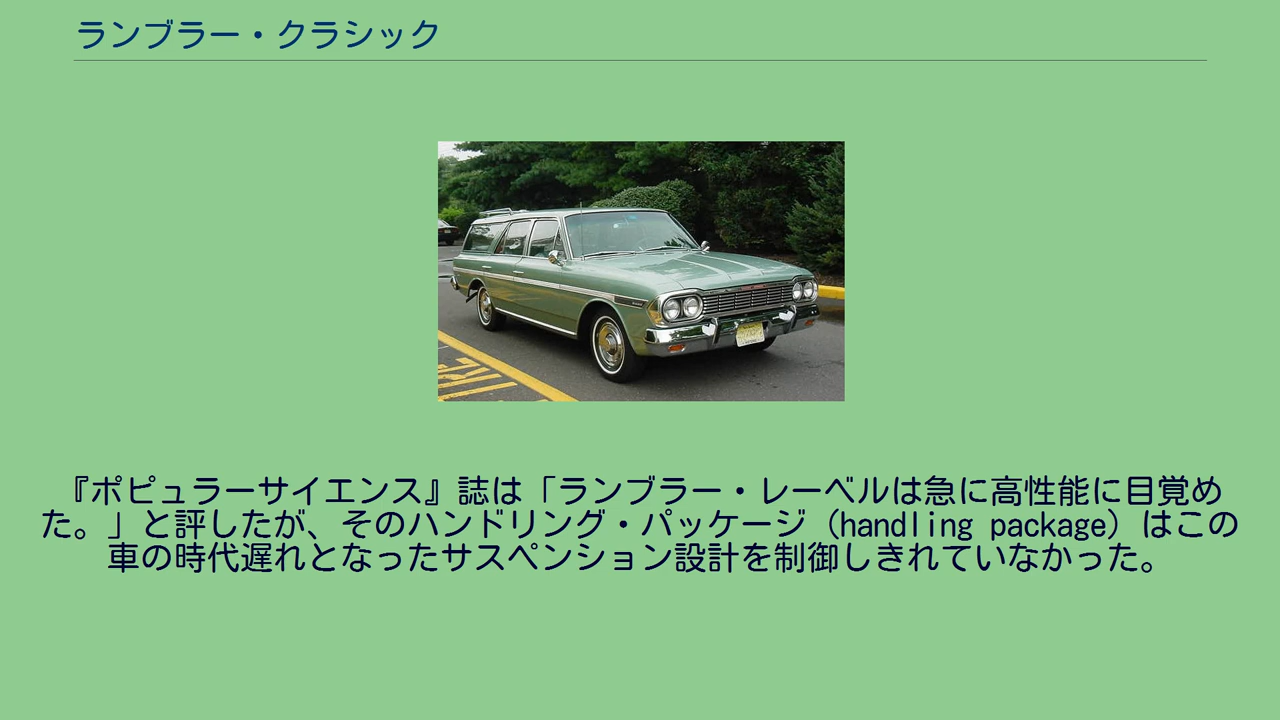 ランブラー・クラシック
『ポピュラーサイエンス』誌は「ランブラー・レーベルは急に高性能に目覚め
た。」と評したが、そのハンドリング・パッケージ（handling package）はこの
車の時代遅れとなったサスペンション設計を制御しきれていなかった。